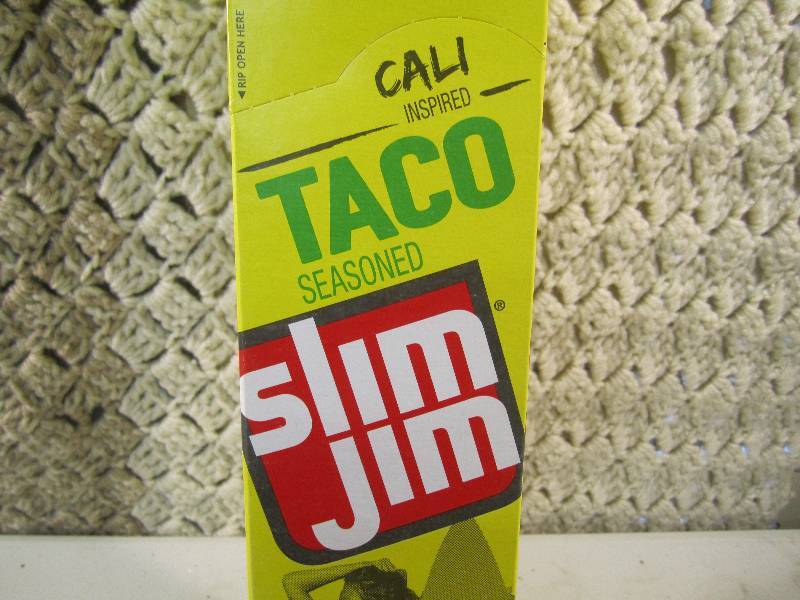 ◀ RIP OPEN HERE
CALI
INSPIRED
TACO
SEASONED
slim
jim
®